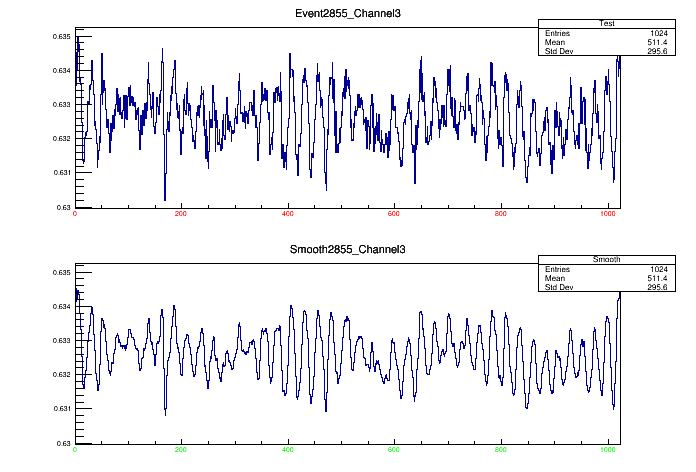 Event2855_Channel3
Test
Entries 1024
Mean 511.4
Std Dev 295.6
0.635
0.634
0.633
0.632
0.631
0.63
0 200 400 600 800 1000
Smooth2855_Channel3
Smooth
Entries 1024
Mean 511.4
Std Dev 295.6
0.635
0.634
0.633
0.632
0.631
0.63
0 200 400 600 800 1000